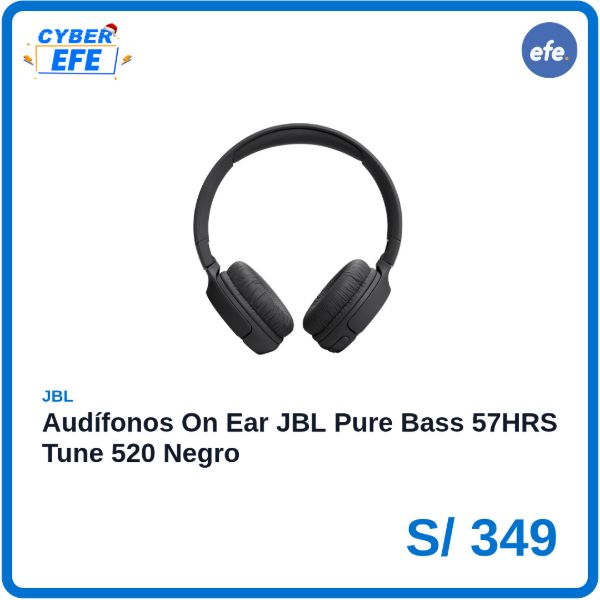 CYBER
EFE
efe.
JBL
Audífonos On Ear JBL Pure Bass 57HRS
Tune 520 Negro
S/ 349